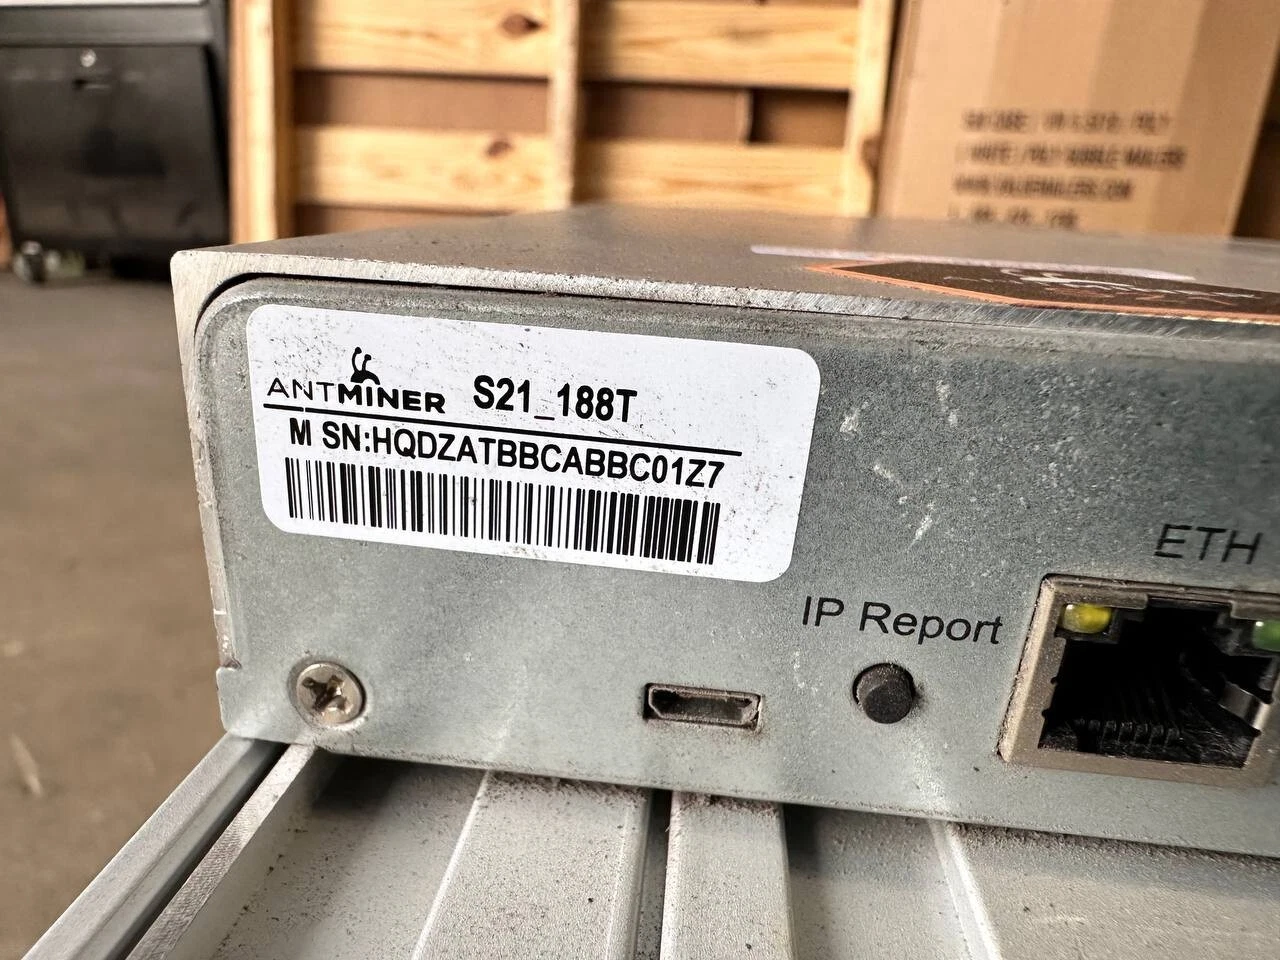 ANTMINER S21_188T
M SN:HQDZATBBCABBC01Z7
IP Report
ETH